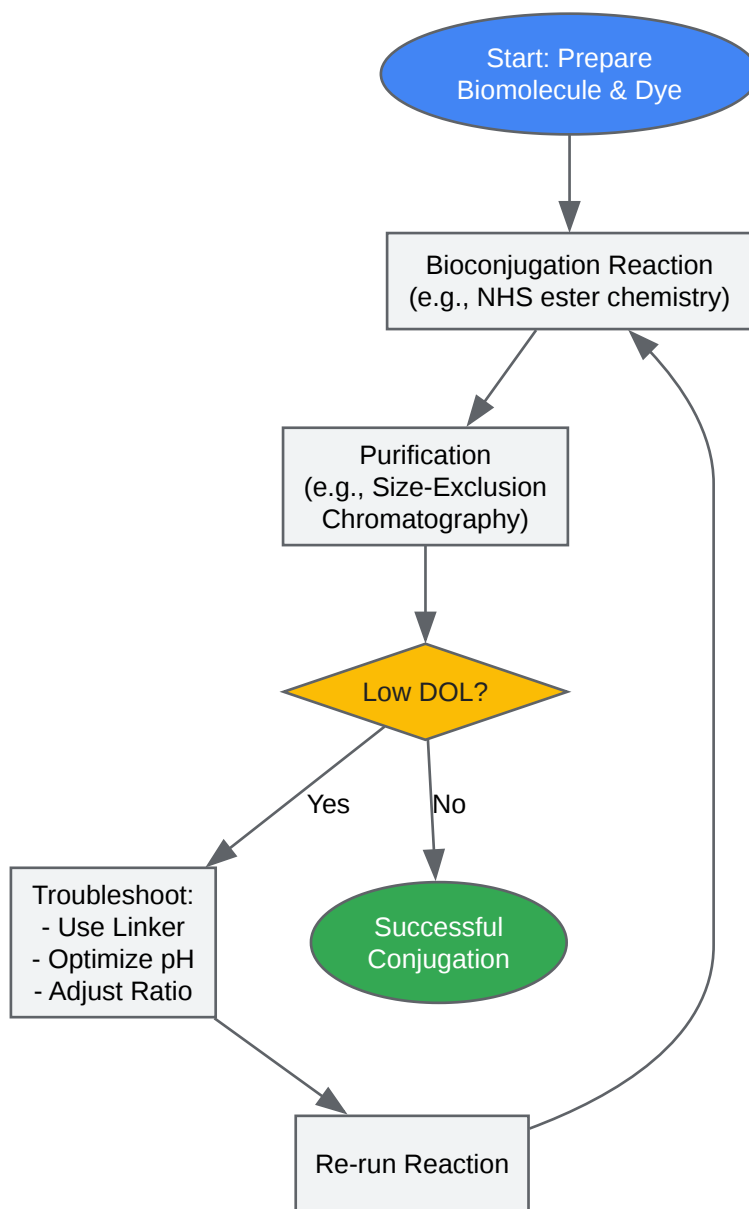 Start: Prepare
Biomolecule & Dye
Bioconjugation Reaction
(e.g., NHS ester chemistry)
Purification
(e.g., Size-Exclusion
Chromatography)
Low DOL?
Yes
No
Troubleshoot:
- Use Linker
- Optimize pH
- Adjust Ratio
Successful
Conjugation
Re-run Reaction